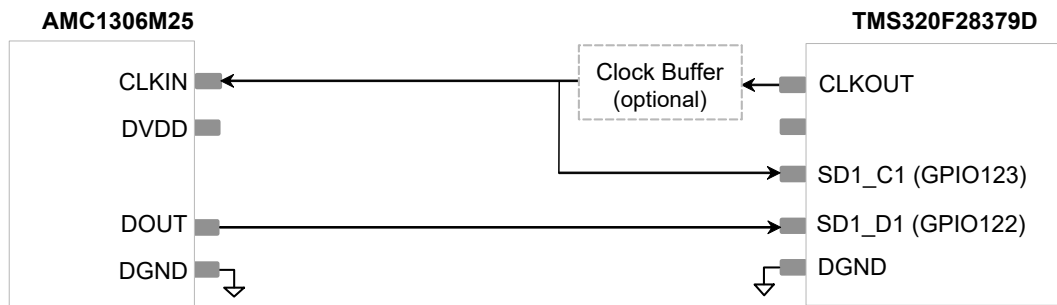 AMC1306M25
TMS320F28379D
CLKIN
DVDD
DOUT
DGND
Clock Buffer
(optional)
CLKOUT
SD1_C1 (GPIO123)
SD1_D1 (GPIO122)
DGND